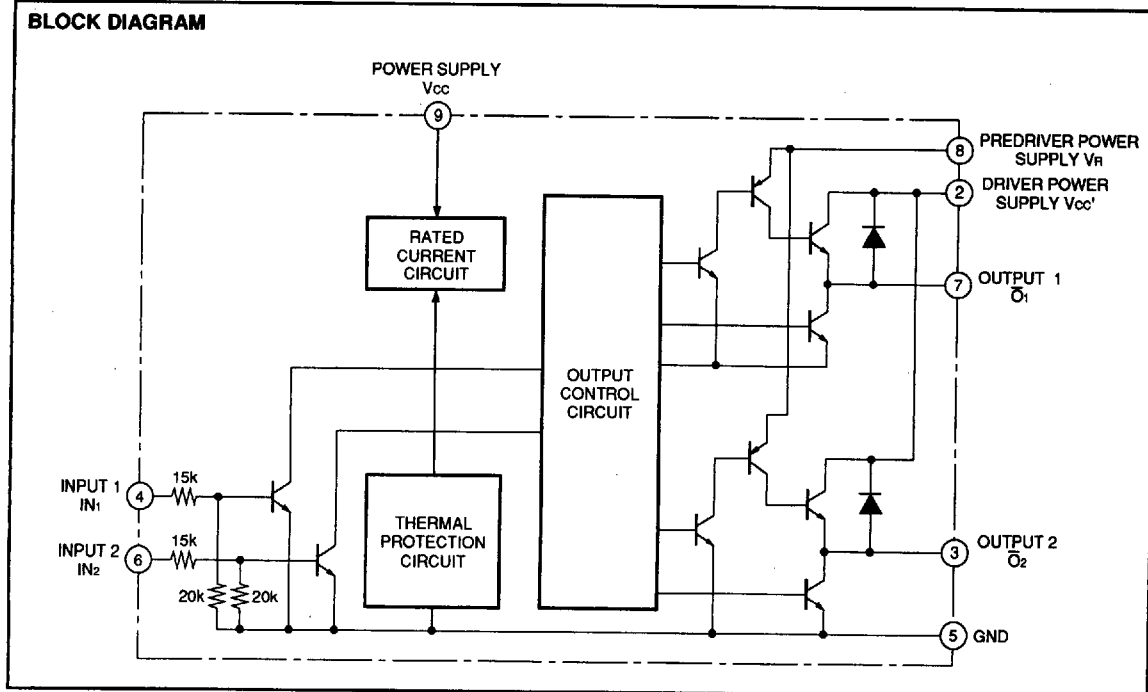 BLOCK DIAGRAM
POWER SUPPLY
Vcc
9
8
PREDRIVER POWER
SUPPLY VR
2
DRIVER POWER
SUPPLY Vcc'
RATED
CURRENT
CIRCUIT
7
OUTPUT 1
O̅1
OUTPUT
CONTROL
CIRCUIT
INPUT 1
IN1
4
15k
INPUT 2
IN2
6
15k
20k
20k
THERMAL
PROTECTION
CIRCUIT
3
OUTPUT 2
O̅2
5
GND